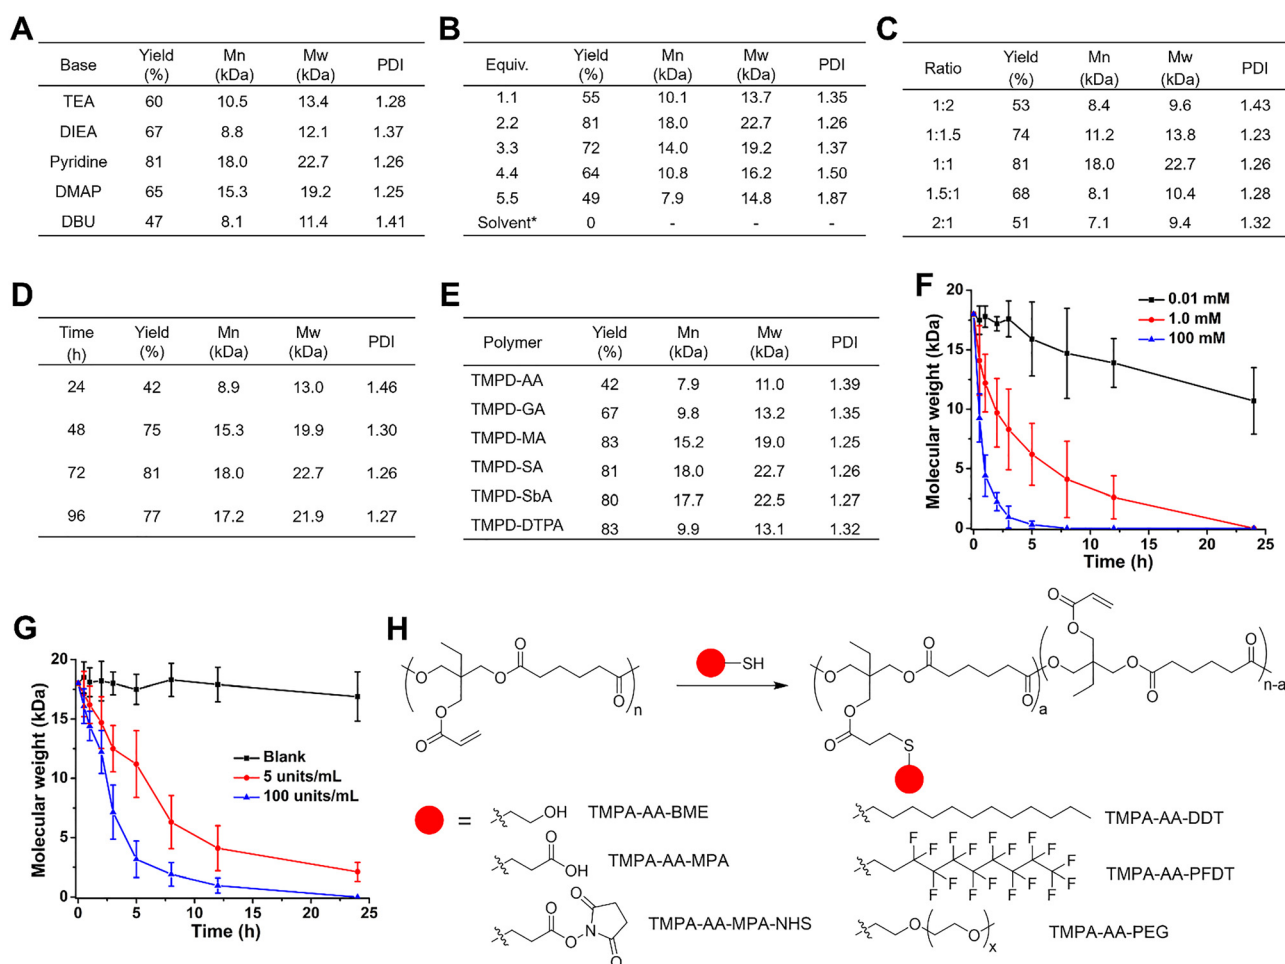 A
Base Yield (%) Mn (kDa) Mw (kDa) PDI
TEA 60 10.5 13.4 1.28
DIEA 67 8.8 12.1 1.37
Pyridine 81 18.0 22.7 1.26
DMAP 65 15.3 19.2 1.25
DBU 47 8.1 11.4 1.41
B
Equiv. Yield (%) Mn (kDa) Mw (kDa) PDI
1.1 55 10.1 13.7 1.35
2.2 81 18.0 22.7 1.26
3.3 72 14.0 19.2 1.37
4.4 64 10.8 16.2 1.50
5.5 49 7.9 14.8 1.87
Solvent* 0 - - -
C
Ratio Yield (%) Mn (kDa) Mw (kDa) PDI
1:2 53 8.4 9.6 1.43
1:1.5 74 11.2 13.8 1.23
1:1 81 18.0 22.7 1.26
1.5:1 68 8.1 10.4 1.28
2:1 51 7.1 9.4 1.32
D
Time (h) Yield (%) Mn (kDa) Mw (kDa) PDI
24 42 8.9 13.0 1.46
48 75 15.3 19.9 1.30
72 81 18.0 22.7 1.26
96 77 17.2 21.9 1.27
E
Polymer Yield (%) Mn (kDa) Mw (kDa) PDI
TMPD-AA 42 7.9 11.0 1.39
TMPD-GA 67 9.8 13.2 1.35
TMPD-MA 83 15.2 19.0 1.25
TMPD-SA 81 18.0 22.7 1.26
TMPD-SbA 80 17.7 22.5 1.27
TMPD-DTPA 83 9.9 13.1 1.32
F
Molecular weight (kDa)
20
15
10
5
0
0.01 mM
1.0 mM
100 mM
0 5 10 15 20 25
Time (h)
G
Molecular weight (kDa)
20
15
10
5
0
Blank
5 units/mL
100 units/mL
0 5 10 15 20 25
Time (h)
H
O O O O O O n
SH
O O O O O S a
O O O O O O n-a
=
OH TMPA-AA-BME
O OH TMPA-AA-MPA
O O N O O TMPA-AA-MPA-NHS
TMPA-AA-DDT
F F F F F F F F F F F F F F F F F TMPA-AA-PFDT
O O x TMPA-AA-PEG